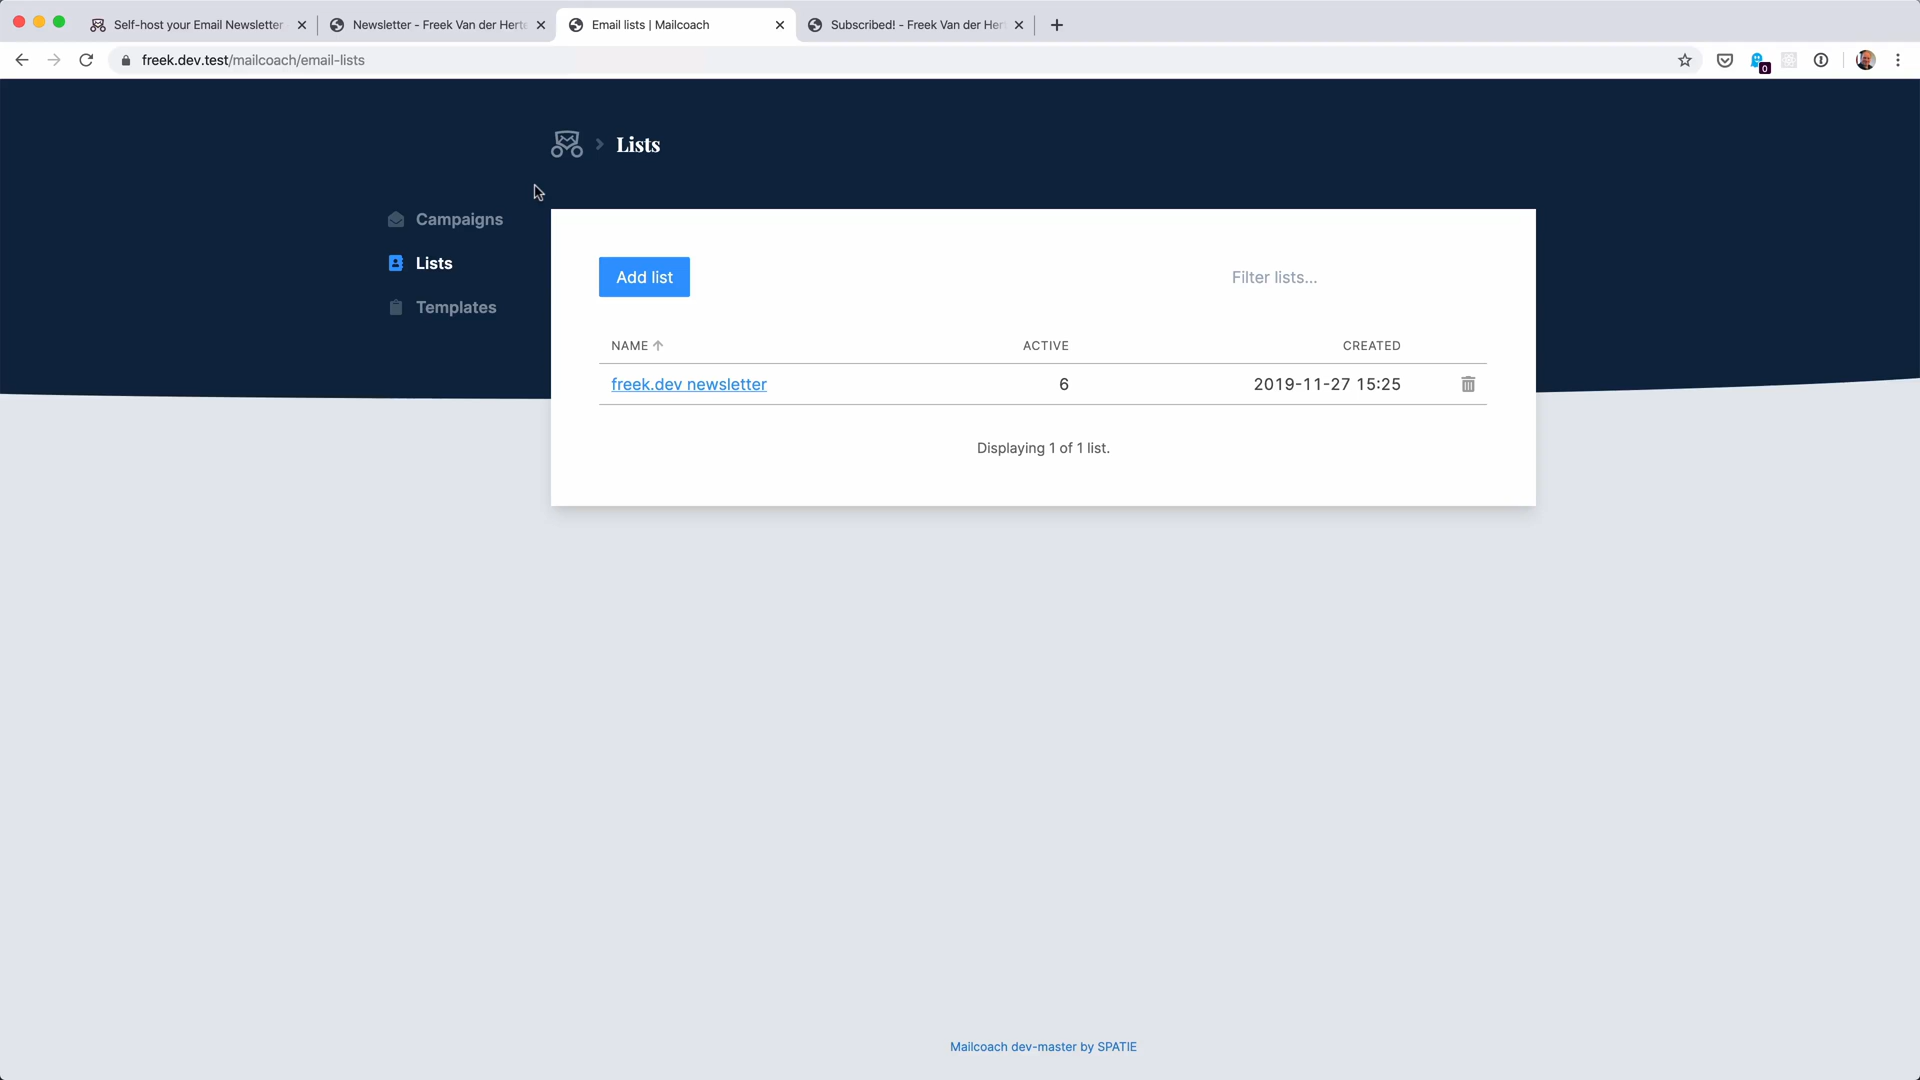 Self-host your Email Newsletter
Newsletter - Freek Van der Herte
Email lists | Mailcoach
Subscribed! - Freek Van der Her
freek.dev.test/mailcoach/email-lists
0
Lists
Campaigns
Lists
Templates
Add list
Filter lists...
NAME ACTIVE CREATED
freek.dev newsletter 6 2019-11-27 15:25
Displaying 1 of 1 list.
Mailcoach dev-master by SPATIE